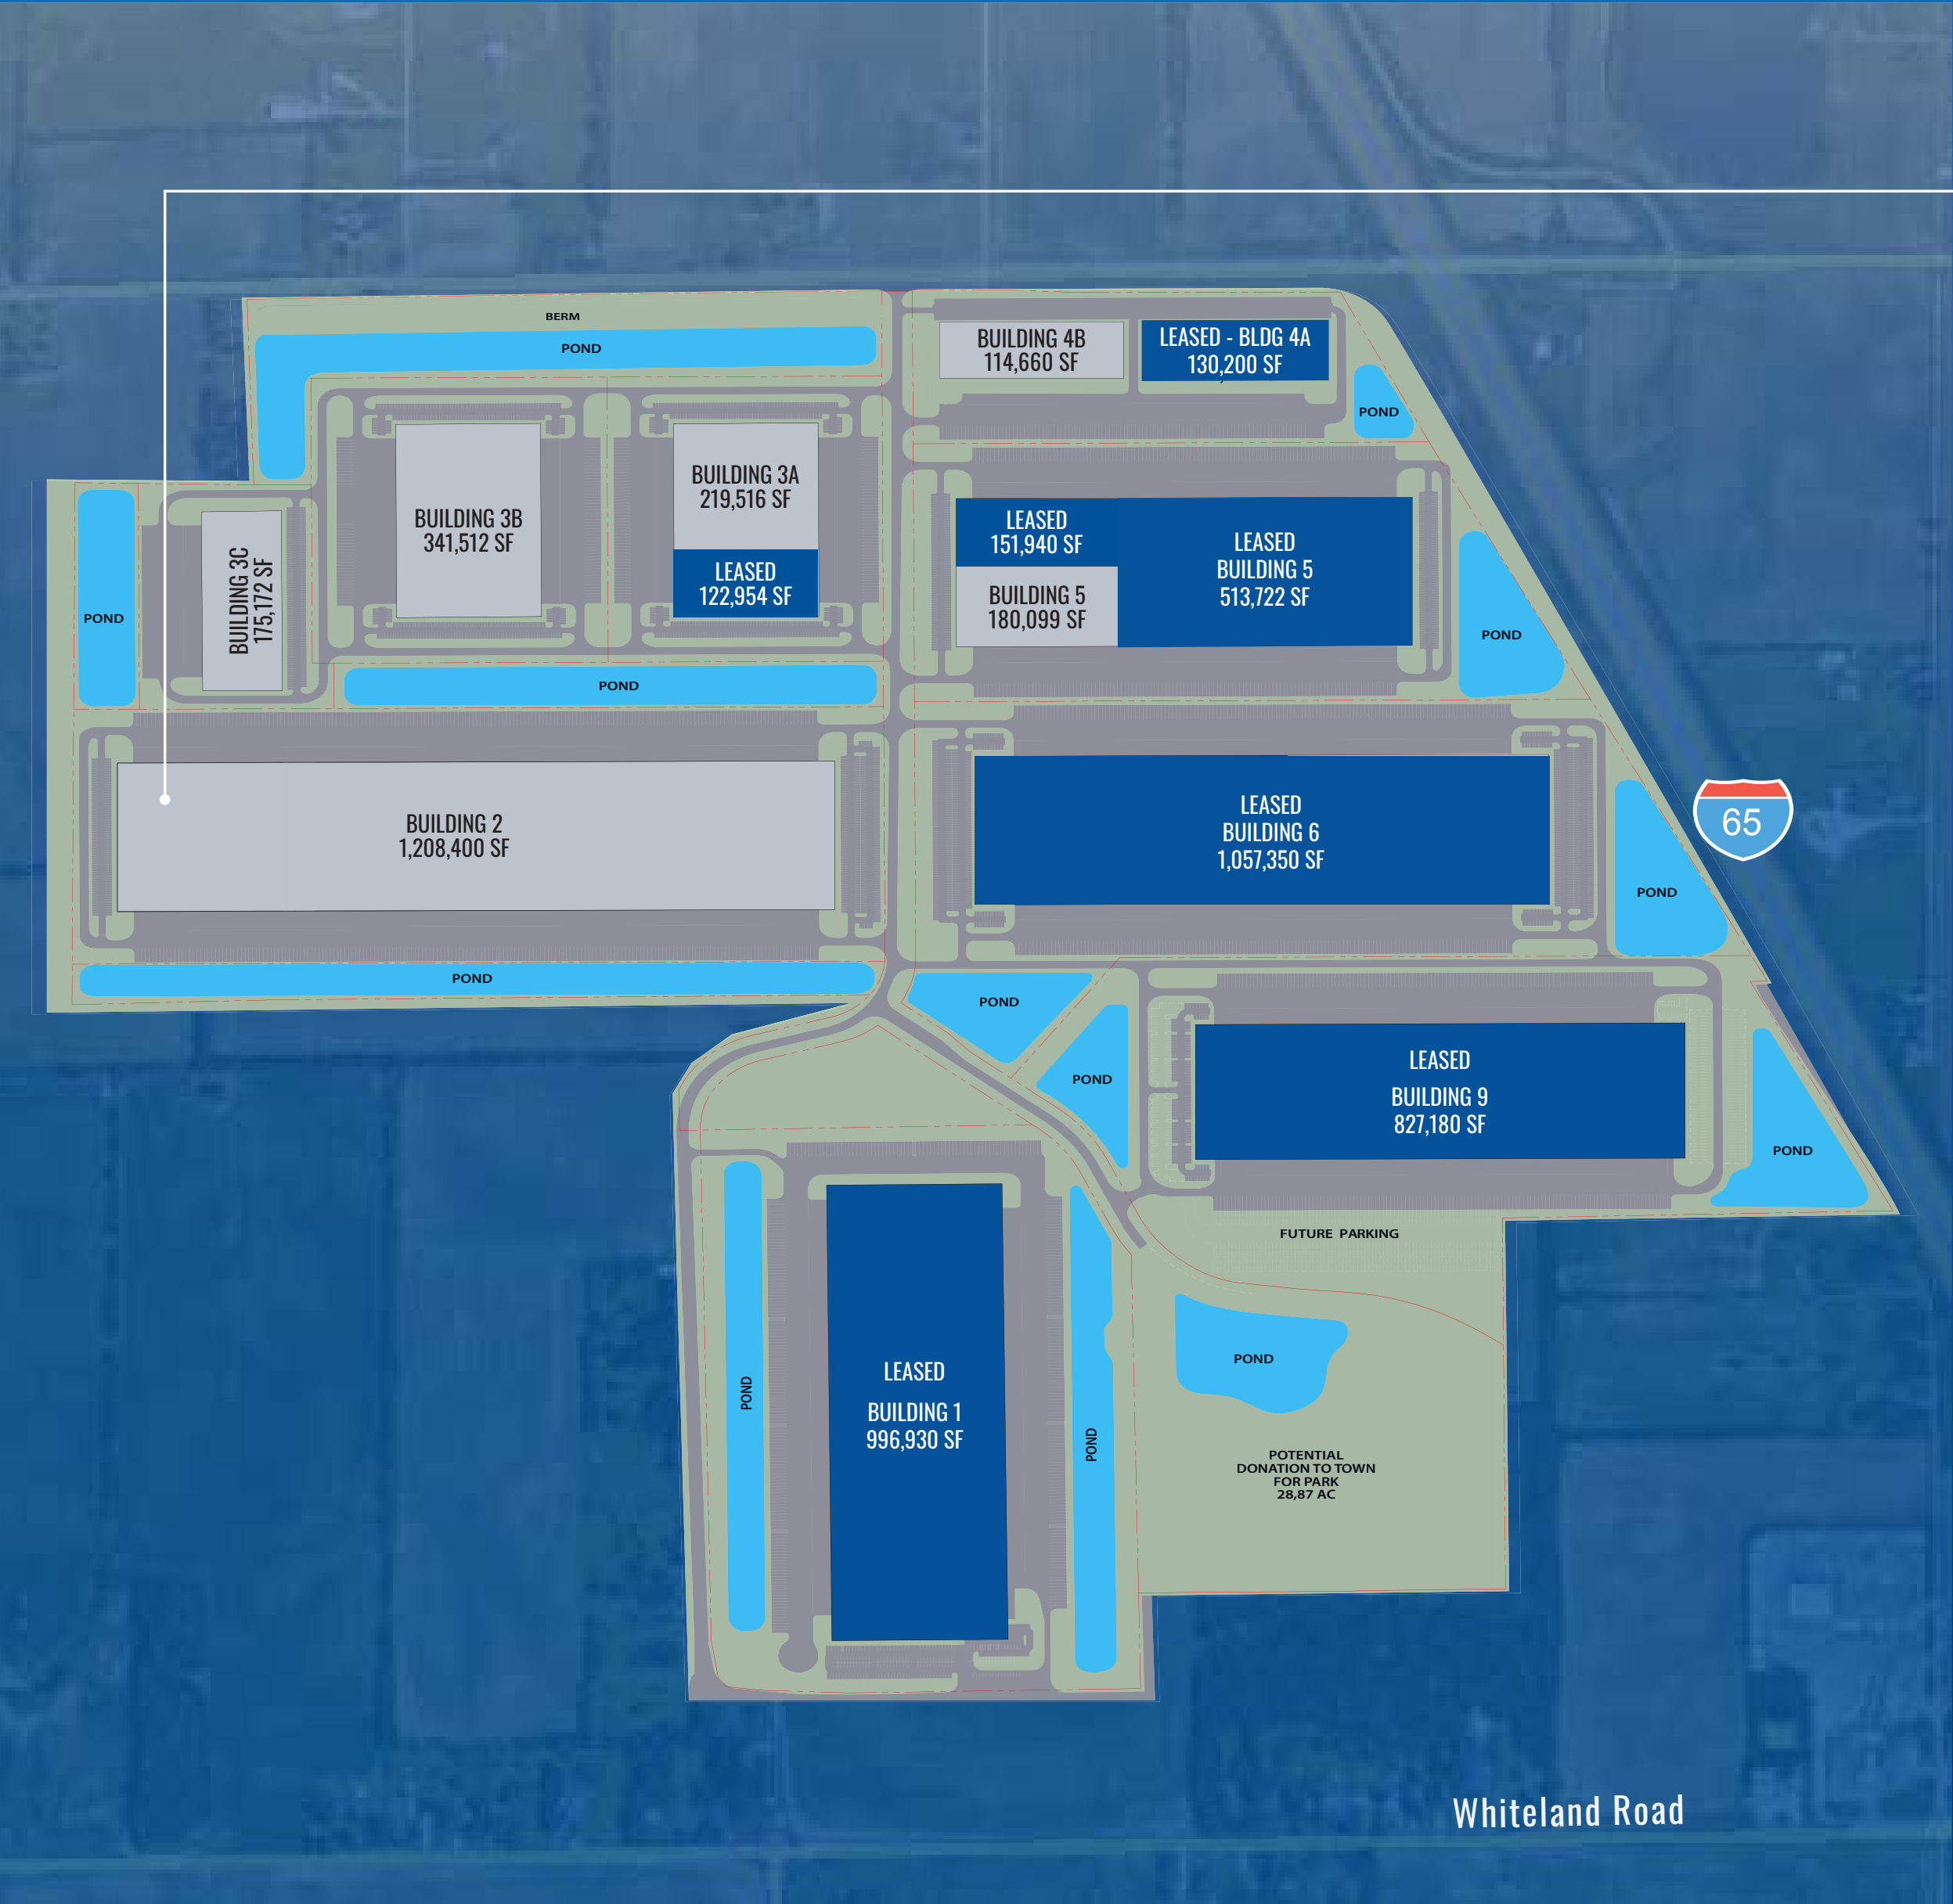 BERM
POND
BUILDING 4B
114,660 SF
LEASED - BLDG 4A
130,200 SF
POND
BUILDING 3B
341,512 SF
BUILDING 3A
219,516 SF
LEASED
122,954 SF
LEASED
151,940 SF
BUILDING 5
180,099 SF
LEASED
BUILDING 5
513,722 SF
BUILDING 3C
175,172 SF
POND
POND
POND
BUILDING 2
1,208,400 SF
LEASED
BUILDING 6
1,057,350 SF
65
POND
POND
POND
POND
LEASED
BUILDING 9
827,180 SF
POND
FUTURE PARKING
POND
LEASED
BUILDING 1
996,930 SF
POND
POND
POTENTIAL
DONATION TO TOWN
FOR PARK
28,87 AC
Whiteland Road